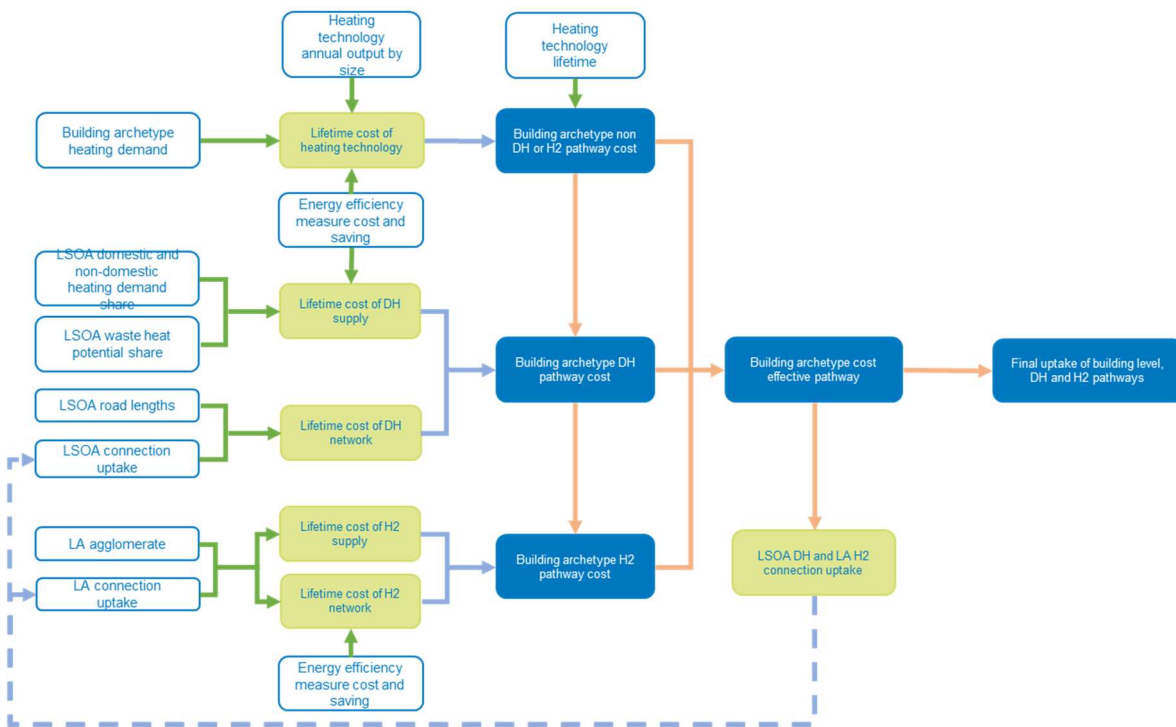 Heating
technology
annual output by
size
Heating
technology
lifetime
Building archetype
heating demand
Lifetime cost of
heating technology
Building archetype non
DH or H2 pathway cost
Energy efficiency
measure cost and
saving
LSOA domestic and
non-domestic
heating demand
share
Lifetime cost of DH
supply
LSOA waste heat
potential share
Building archetype DH
pathway cost
Building archetype cost
effective pathway
Final uptake of building level,
DH and H2 pathways
LSOA road lengths
Lifetime cost of DH
network
LSOA connection
uptake
LA agglomerate
Lifetime cost of H2
supply
Building archetype H2
pathway cost
LSOA DH and LA H2
connection uptake
LA connection
uptake
Lifetime cost of H2
network
Energy efficiency
measure cost and
saving